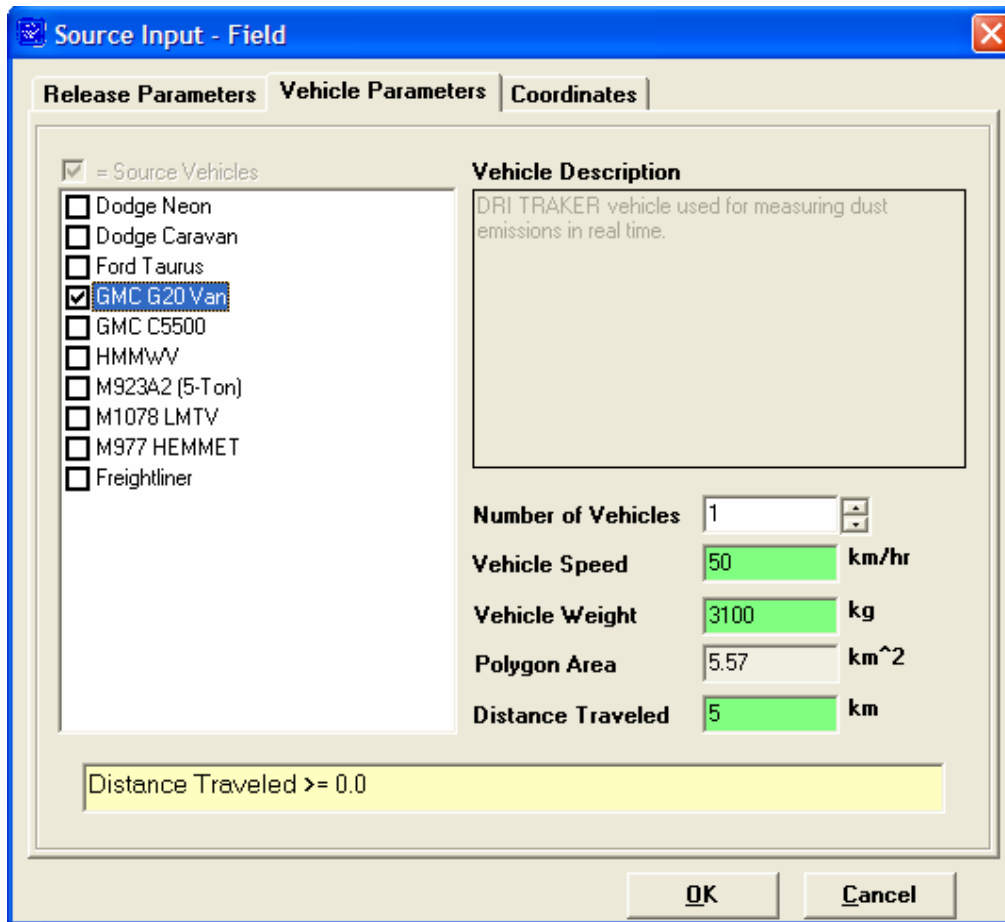 Source Input - Field
Release Parameters Vehicle Parameters Coordinates
= Source Vehicles
Dodge Neon
Dodge Caravan
Ford Taurus
GMC G20 Van
GMC C5500
HMMWV
M923A2 (5-Ton)
M1078 LMTV
M977 HEMMET
Freightliner
Vehicle Description
DRI TRAKER vehicle used for measuring dust
emissions in real time.
Number of Vehicles 1
Vehicle Speed 50 km/hr
Vehicle Weight 3100 kg
Polygon Area 5.57 km^2
Distance Traveled 5 km
Distance Traveled >= 0.0
OK Cancel